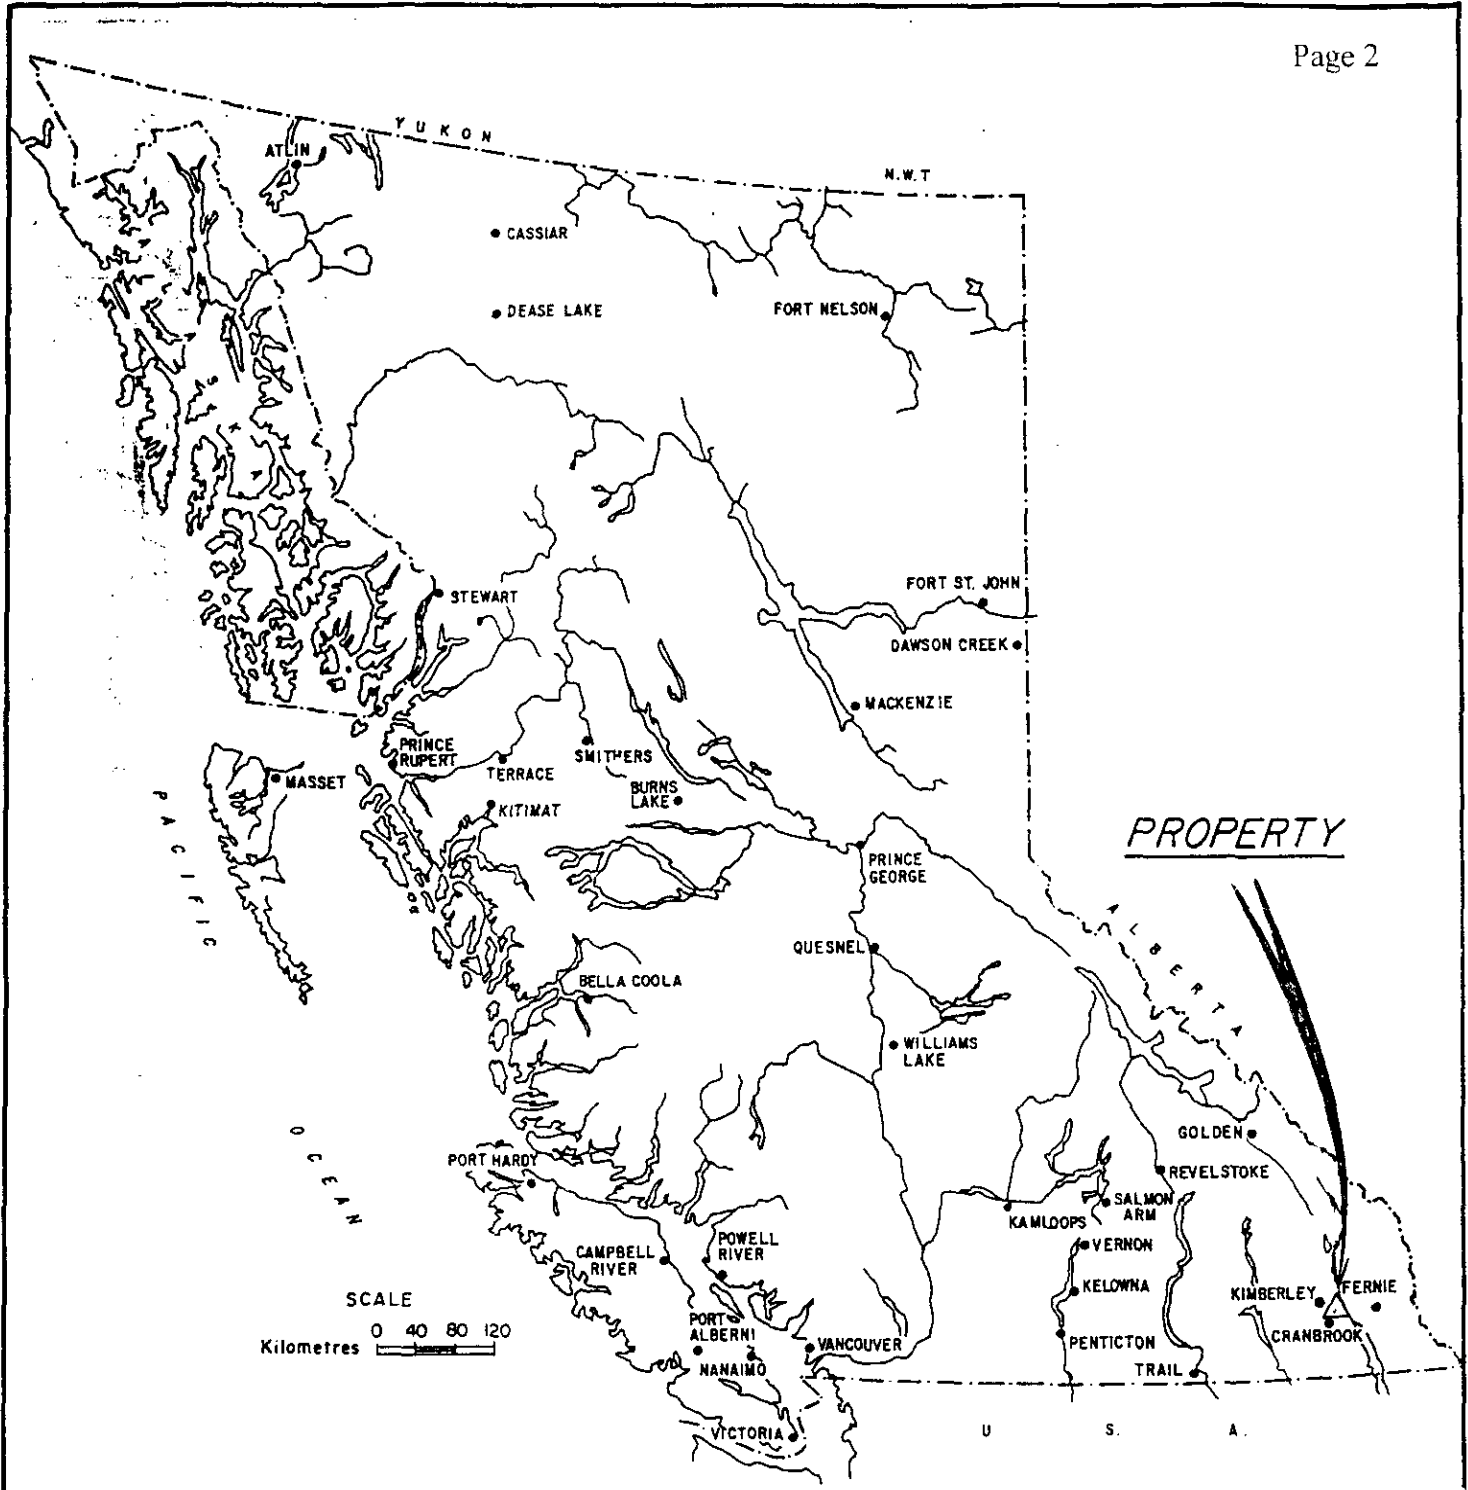 Page 2
YUKON
N.W.T
ATLIN
CASSIAR
DEASE LAKE
FORT NELSON
ALASKA
STEWART
FORT ST. JOHN
DAWSON CREEK
MACKENZIE
PRINCE
RUPERT
TERRACE
SMITHERS
MASSET
KITIMAT
BURNS
LAKE
PROPERTY
PRINCE
GEORGE
PACIFIC
ALBERTA
QUESNEL
BELLA COOLA
WILLIAMS
LAKE
OCEAN
GOLDEN
PORT HARDY
REVELSTOKE
SALMON
ARM
KAMLOOPS
POWELL
RIVER
CAMPBELL
RIVER
VERNON
KELOWNA
KIMBERLEY
FERNIE
SCALE
Kilometres 0 40 80 120
PORT
ALBERNI
NANAIMO
VANCOUVER
PENTICTON
CRANBROOK
TRAIL
VICTORIA
U S. A.